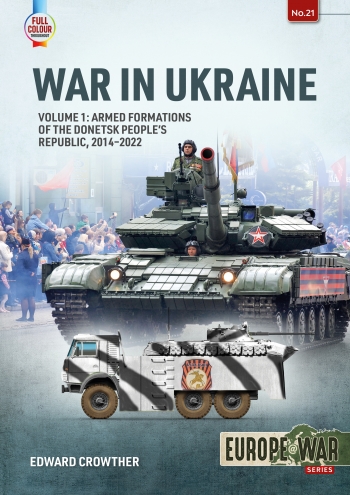 FULL
COLOUR
THROUGHOUT
No.21
WAR IN UKRAINE
VOLUME 1: ARMED FORMATIONS
OF THE DONETSK PEOPLE'S
REPUBLIC, 2014–2022
EUROPE@WAR
SERIES
EDWARD CROWTHER